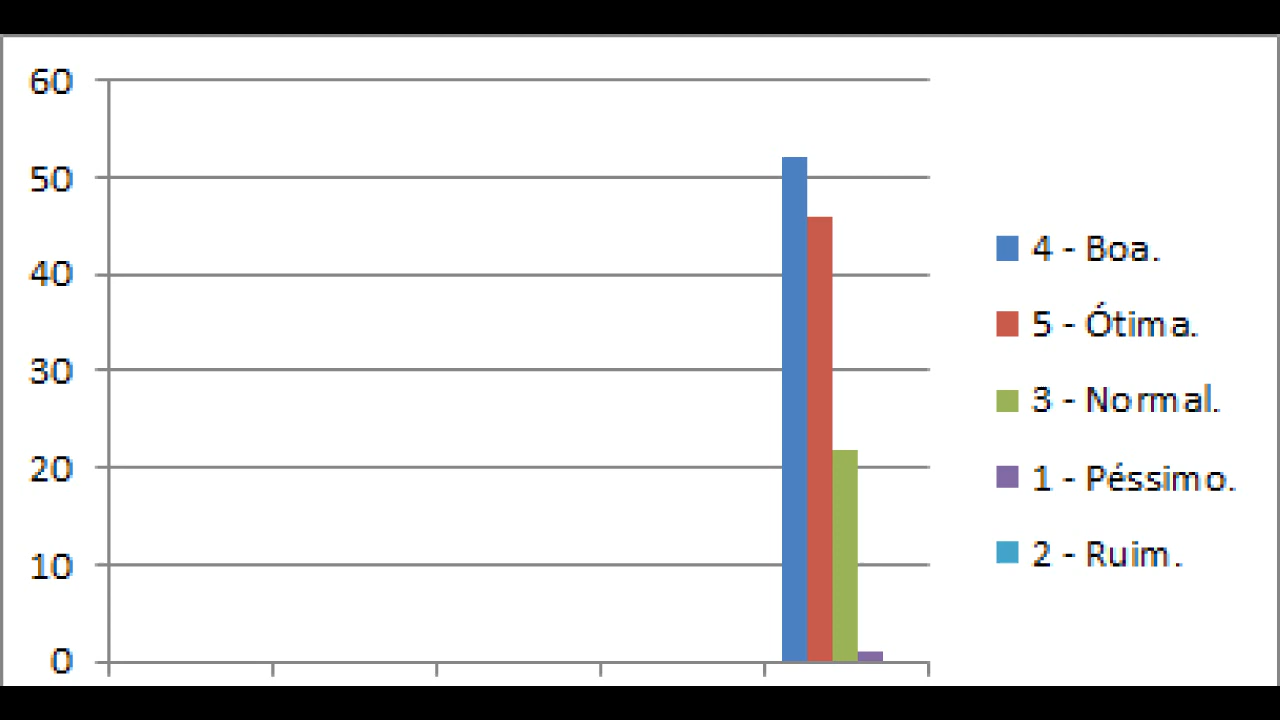 60
50
40
30
20
10
0
4 - Boa.
5 - Ótima.
3 - Normal.
1 - Péssimo.
2 - Ruim.